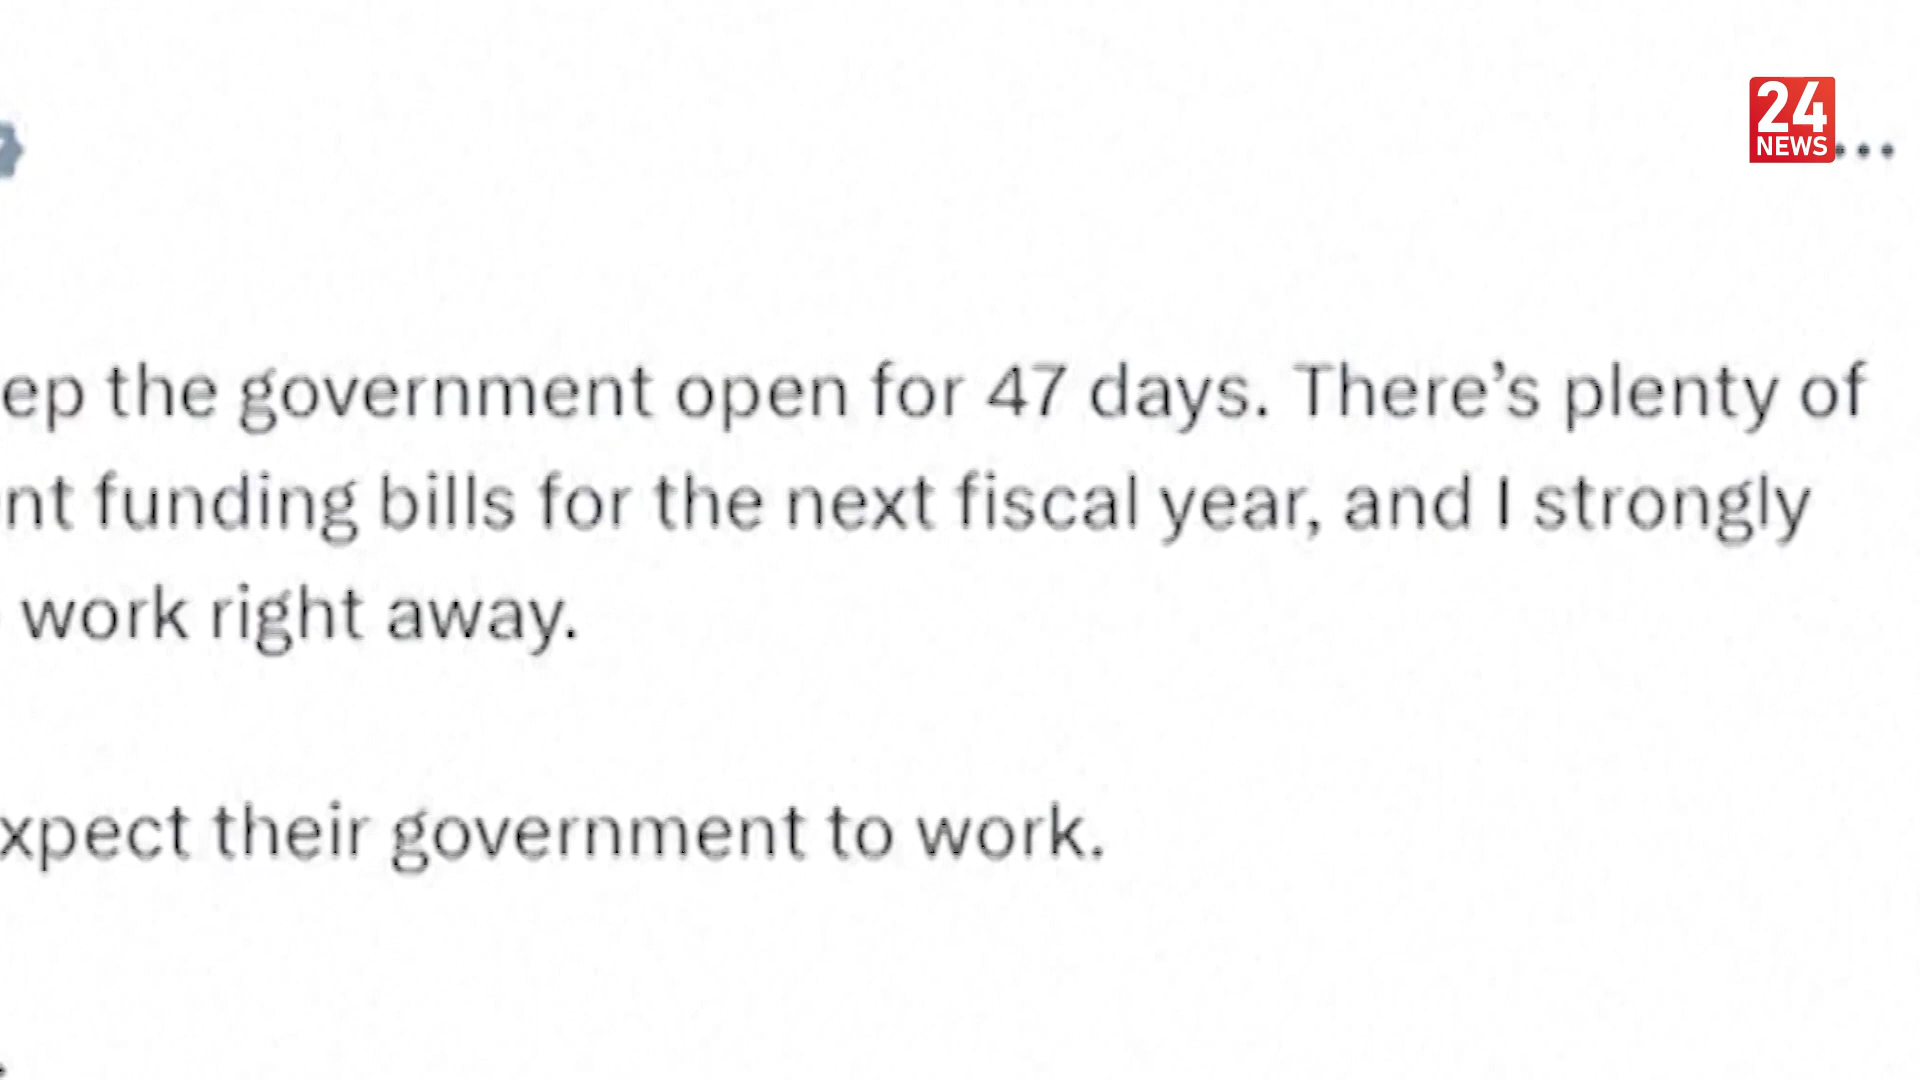 24
NEWS
ep the government open for 47 days. There’s plenty of
nt funding bills for the next fiscal year, and I strongly
work right away.
xpect their government to work.